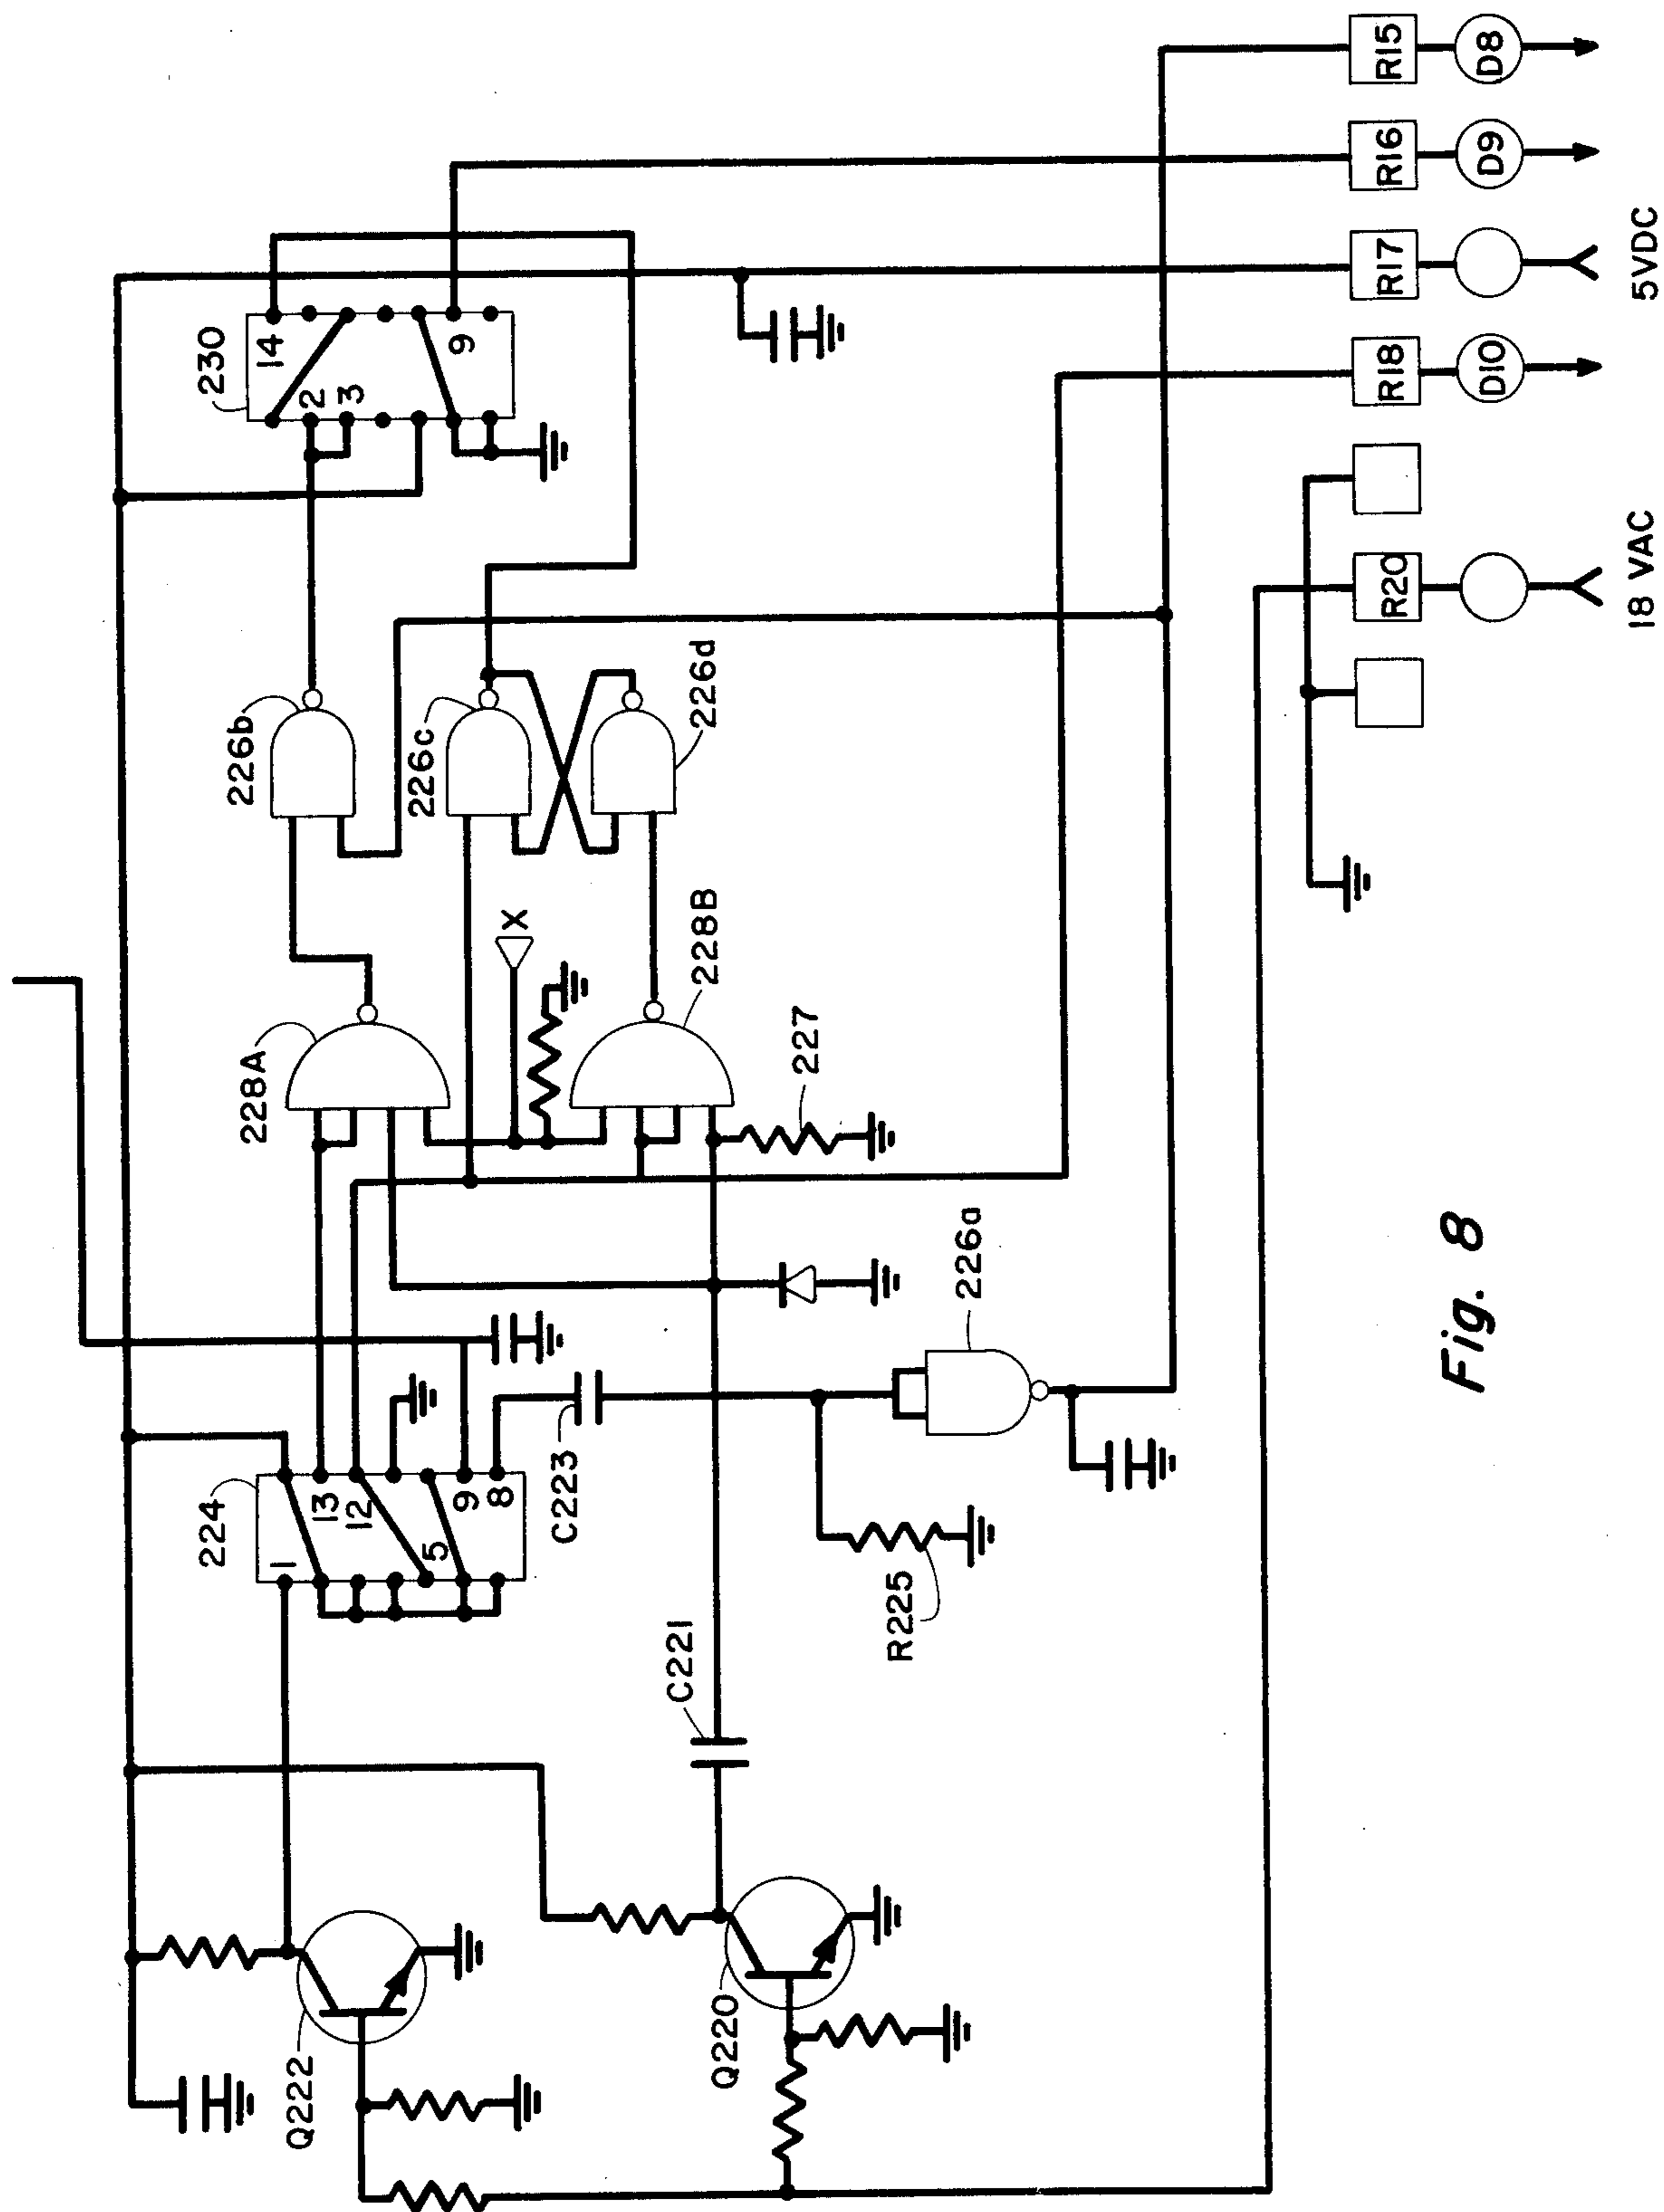 230
14
2
3
9
226b
226c
226d
228A
X
228B
227
224
1
13
12
5
9
8
C223
226a
R225
C221
Q222
Q220
R15
R16
R17
R18
R20
D8
D9
D10
5VDC
18 VAC
Fig. 8